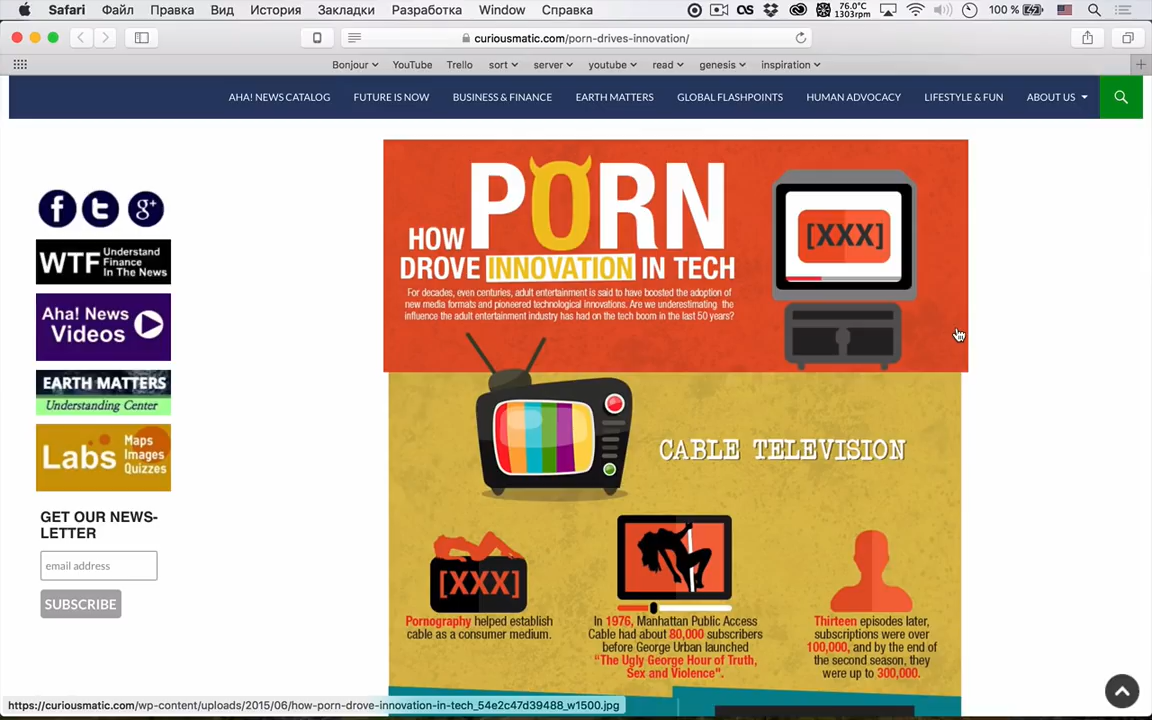 Safari Файл Правка Вид История Закладки Разработка Window Справка 76.0°C 1303rpm 100 %
curiousmatic.com/porn-drives-innovation/
Bonjour YouTube Trello sort server youtube read genesis inspiration
AHA! NEWS CATALOG FUTURE IS NOW BUSINESS & FINANCE EARTH MATTERS GLOBAL FLASHPOINTS HUMAN ADVOCACY LIFESTYLE & FUN ABOUT US
f t g+
WTF Understand Finance In The News
Aha! News
Videos
EARTH MATTERS
Understanding Center
Labs Maps Images Quizzes
GET OUR NEWS-
LETTER
email address
SUBSCRIBE
HOW PORN
DROVE INNOVATION IN TECH
For decades, even centuries, adult entertainment is said to have boosted the adoption of
new media formats and pioneered technological innovations. Are we underestimating the
influence the adult entertainment industry has had on the tech boom in the last 50 years?
[XXX]
CABLE TELEVISION
[XXX]
Pornography helped establish
cable as a consumer medium.
In 1976, Manhattan Public Access
Cable had about 80,000 subscribers
before George Urban launched
"The Ugly George Hour of Truth,
Sex and Violence".
Thirteen episodes later,
subscriptions were over
100,000, and by the end of
the second season, they
were up to 300,000.
https://curiousmatic.com/wp-content/uploads/2015/06/how-porn-drove-innovation-in-tech_54e2c47d39488_w1500.jpg